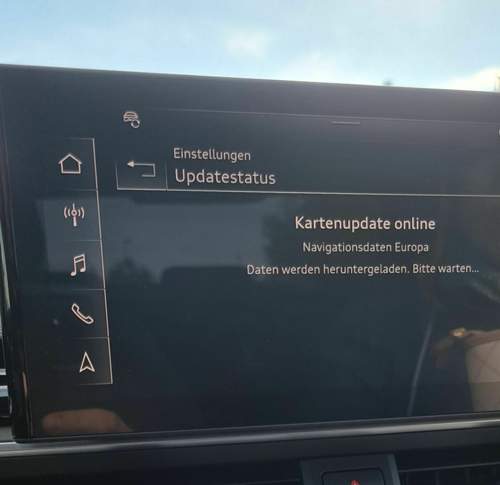 Einstellungen
Updatestatus
Kartenupdate online
Navigationsdaten Europa
Daten werden heruntergeladen. Bitte warten...